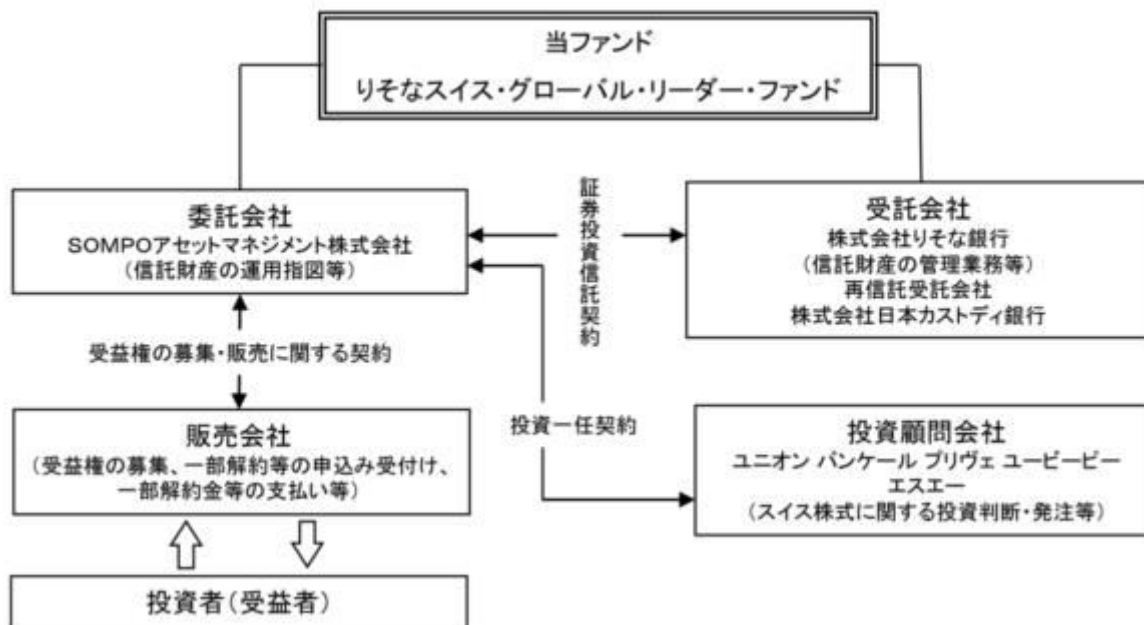 当ファンド
りそなスイス・グローバル・リーダー・ファンド
委託会社
SOMPOアセットマネジメント株式会社
(信託財産の運用指図等)
証券投資信託契約
受託会社
株式会社りそな銀行
(信託財産の管理業務等)
再信託受託会社
株式会社日本カストディ銀行
受益権の募集・販売に関する契約
販売会社
(受益権の募集、一部解約等の申込み受付け、
一部解約金等の支払い等)
投資一任契約
投資顧問会社
ユニオン バンケール プリヴェ ユービーピー
エスエー
(スイス株式に関する投資判断・発注等)
投資者(受益者)